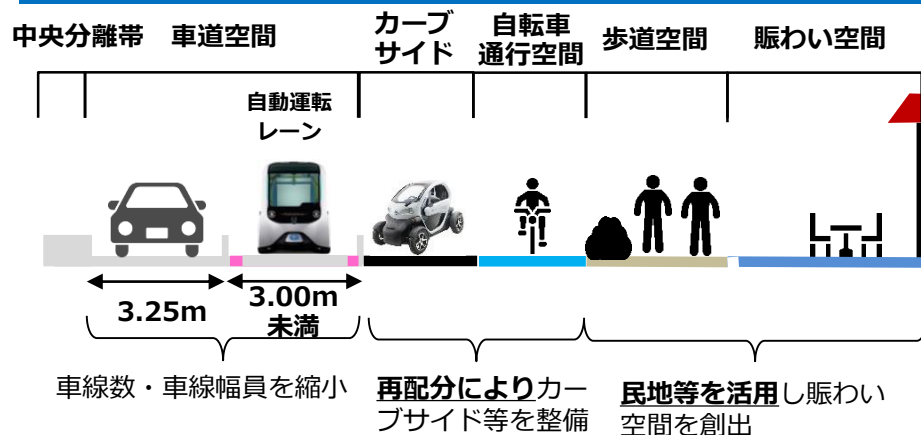 中央分離帯
車道空間
カーブ
サイド
自転車
通行空間
歩道空間
賑わい空間
自動運転
レーン
3.25m
3.00m
未満
車線数・車線幅員を縮小
再配分によりカー
ブサイド等を整備
民地等を活用し賑わい
空間を創出